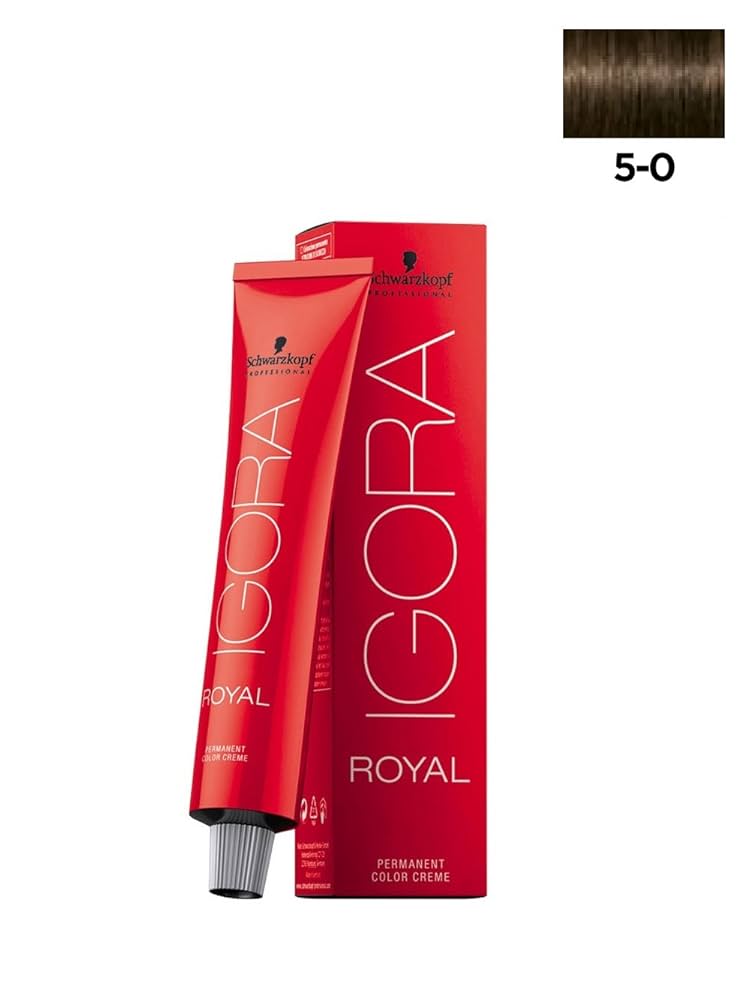 5-0
Schwarzkopf
PROFESSIONAL
IGORA
ROYAL
PERMANENT
COLOR CREME
Schwarzkopf
PROFESSIONAL
IGORA
ROYAL
PERMANENT
COLOR CREME